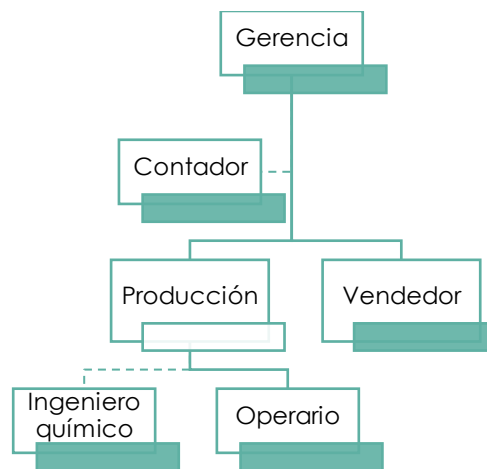 Gerencia
Contador
Producción
Vendedor
Ingeniero
químico
Operario